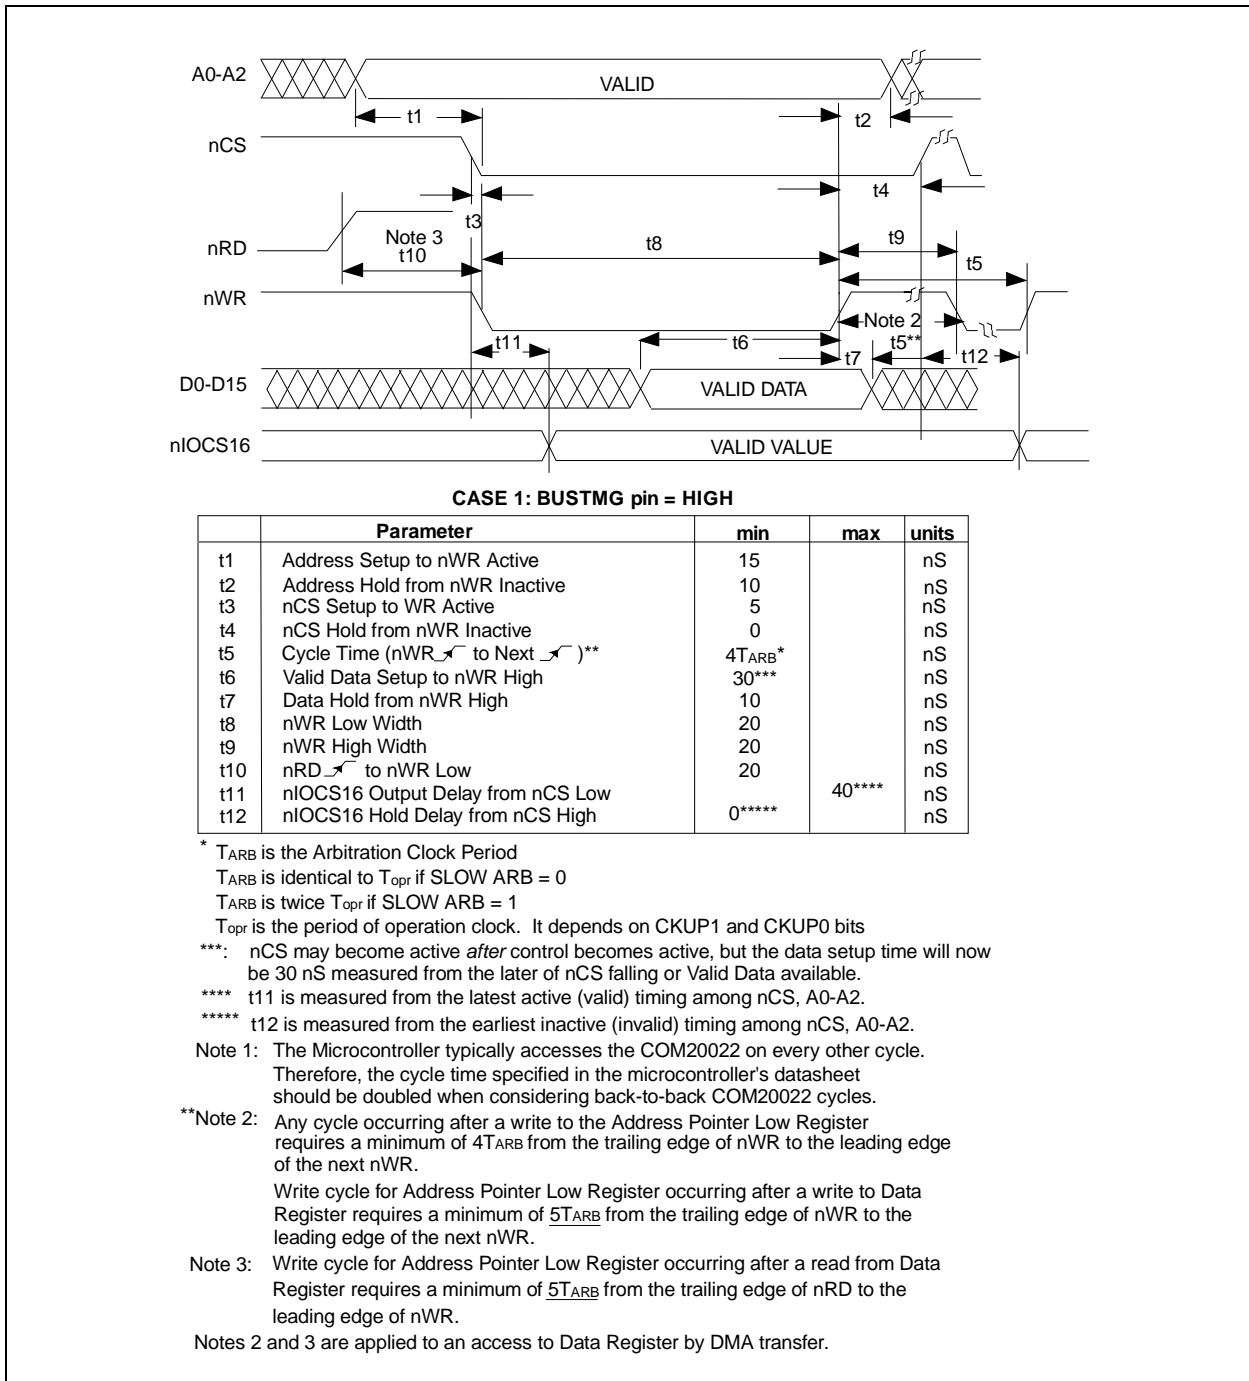 A0-A2
VALID
t1
t2
nCS
t4
t3
nRD
Note 3
t10
t8
t9
t5
nWR
Note 2
t11
t6
t5**
t7
t12
D0-D15
VALID DATA
nIOCS16
VALID VALUE
CASE 1: BUSTMG pin = HIGH
Parameter min max units
t1 Address Setup to nWR Active 15 nS
t2 Address Hold from nWR Inactive 10 nS
t3 nCS Setup to WR Active 5 nS
t4 nCS Hold from nWR Inactive 0 nS
t5 Cycle Time (nWR to Next )** 4TARB* nS
t6 Valid Data Setup to nWR High 30*** nS
t7 Data Hold from nWR High 10 nS
t8 nWR Low Width 20 nS
t9 nWR High Width 20 nS
t10 nRD to nWR Low 20 nS
t11 nIOCS16 Output Delay from nCS Low 40**** nS
t12 nIOCS16 Hold Delay from nCS High 0***** nS
* TARB is the Arbitration Clock Period
TARB is identical to Topr if SLOW ARB = 0
TARB is twice Topr if SLOW ARB = 1
Topr is the period of operation clock. It depends on CKUP1 and CKUP0 bits
***: nCS may become active after control becomes active, but the data setup time will now
be 30 nS measured from the later of nCS falling or Valid Data available.
**** t11 is measured from the latest active (valid) timing among nCS, A0-A2.
***** t12 is measured from the earliest inactive (invalid) timing among nCS, A0-A2.
Note 1: The Microcontroller typically accesses the COM20022 on every other cycle.
Therefore, the cycle time specified in the microcontroller's datasheet
should be doubled when considering back-to-back COM20022 cycles.
**Note 2: Any cycle occurring after a write to the Address Pointer Low Register
requires a minimum of 4TARB from the trailing edge of nWR to the leading edge
of the next nWR.
Write cycle for Address Pointer Low Register occurring after a write to Data
Register requires a minimum of 5TARB from the trailing edge of nWR to the
leading edge of the next nWR.
Note 3: Write cycle for Address Pointer Low Register occurring after a read from Data
Register requires a minimum of 5TARB from the trailing edge of nRD to the
leading edge of nWR.
Notes 2 and 3 are applied to an access to Data Register by DMA transfer.